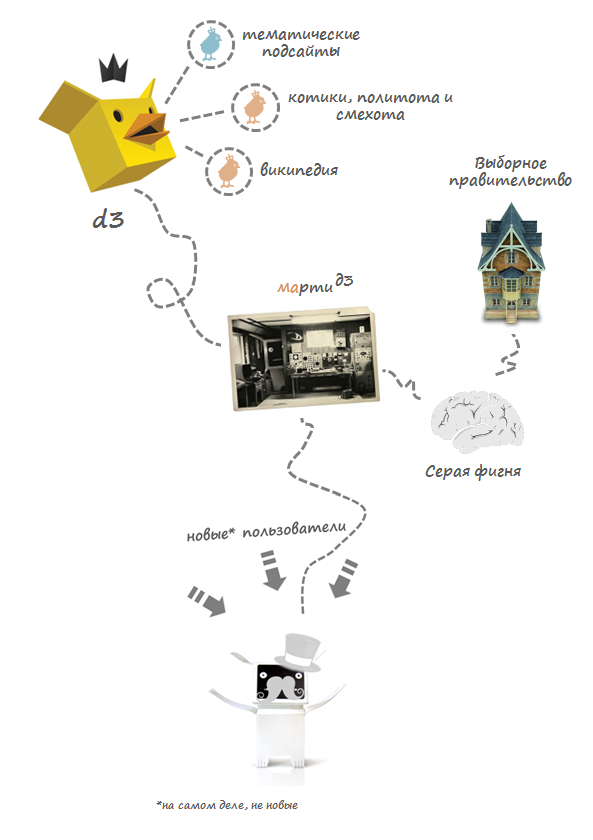 тематические
подсайты
котики, политота и
смехота
википедия
Выборное
правительство
d3
марти д3
Серая фигня
новые* пользователи
*на самом деле, не новые